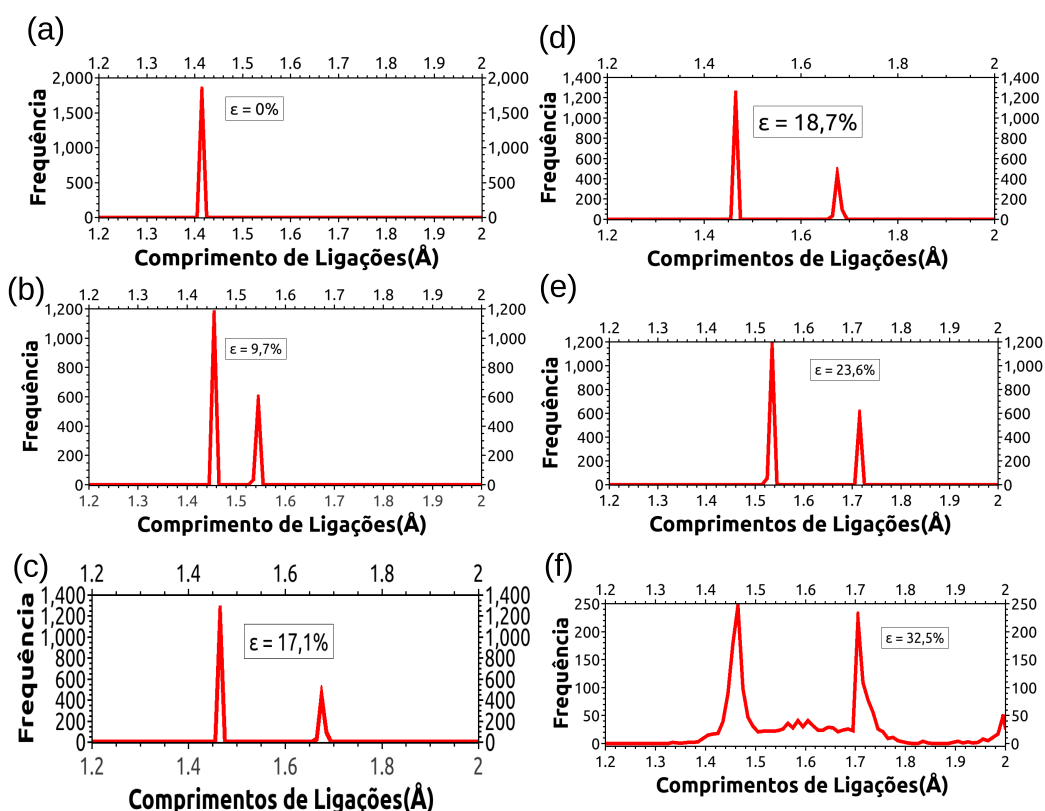 (a)
1.2 1.3 1.4 1.5 1.6 1.7 1.8 1.9 2
2,000 2,000
1,500 1,500
1,000 1,000
500 500
0 0
Frequência
ε = 0%
1.2 1.3 1.4 1.5 1.6 1.7 1.8 1.9 2
Comprimento de Ligações(Å)
(b)
1.2 1.3 1.4 1.5 1.6 1.7 1.8 1.9 2
1,200 1,200
1,000 1,000
800 800
600 600
400 400
200 200
0 0
Frequência
ε = 9,7%
1.2 1.3 1.4 1.5 1.6 1.7 1.8 1.9 2
Comprimento de Ligações(Å)
(c)
1.2 1.4 1.6 1.8 2
1,400 1,400
1,200 1,200
1,000 1,000
800 800
600 600
400 400
200 200
0 0
Frequência
ε = 17,1%
1.2 1.4 1.6 1.8 2
Comprimentos de Ligações(Å)
(d)
1.2 1.4 1.6 1.8 2
1,400 1,400
1,200 1,200
1,000 1,000
800 800
600 600
400 400
200 200
0 0
Frequência
ε = 18,7%
1.2 1.4 1.6 1.8 2
Comprimentos de Ligações(Å)
(e)
1.2 1.3 1.4 1.5 1.6 1.7 1.8 1.9 2
1,200 1,200
1,000 1,000
800 800
600 600
400 400
200 200
0 0
Frequência
ε = 23,6%
1.2 1.3 1.4 1.5 1.6 1.7 1.8 1.9 2
Comprimentos de Ligações(Å)
(f)
1.2 1.3 1.4 1.5 1.6 1.7 1.8 1.9 2
250 250
200 200
150 150
100 100
50 50
0 0
Frequência
ε = 32,5%
1.2 1.3 1.4 1.5 1.6 1.7 1.8 1.9 2
Comprimentos de Ligações(Å)